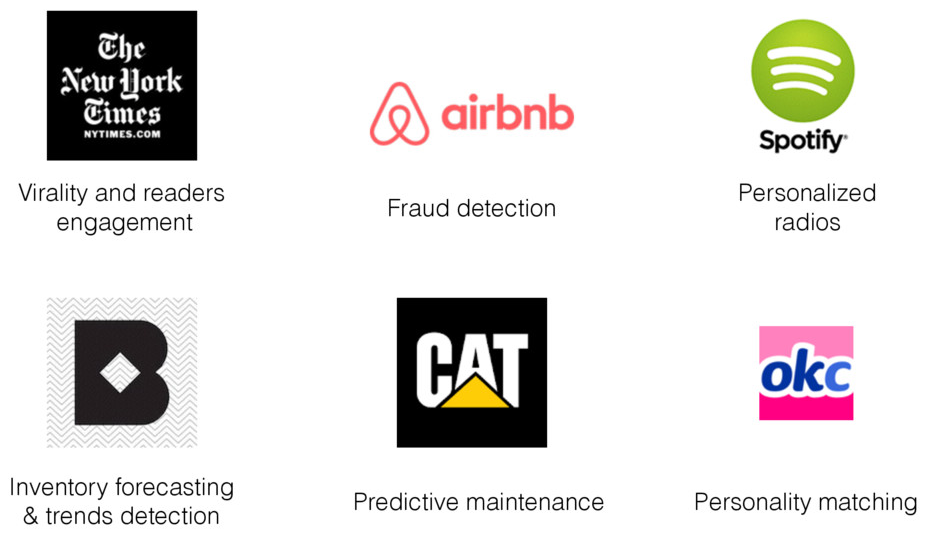 The
New York
Times
NYTIMES.COM
airbnb
Spotify®
Virality and readers
engagement
Fraud detection
Personalized
radios
B
CAT
okc
Inventory forecasting
& trends detection
Predictive maintenance
Personality matching